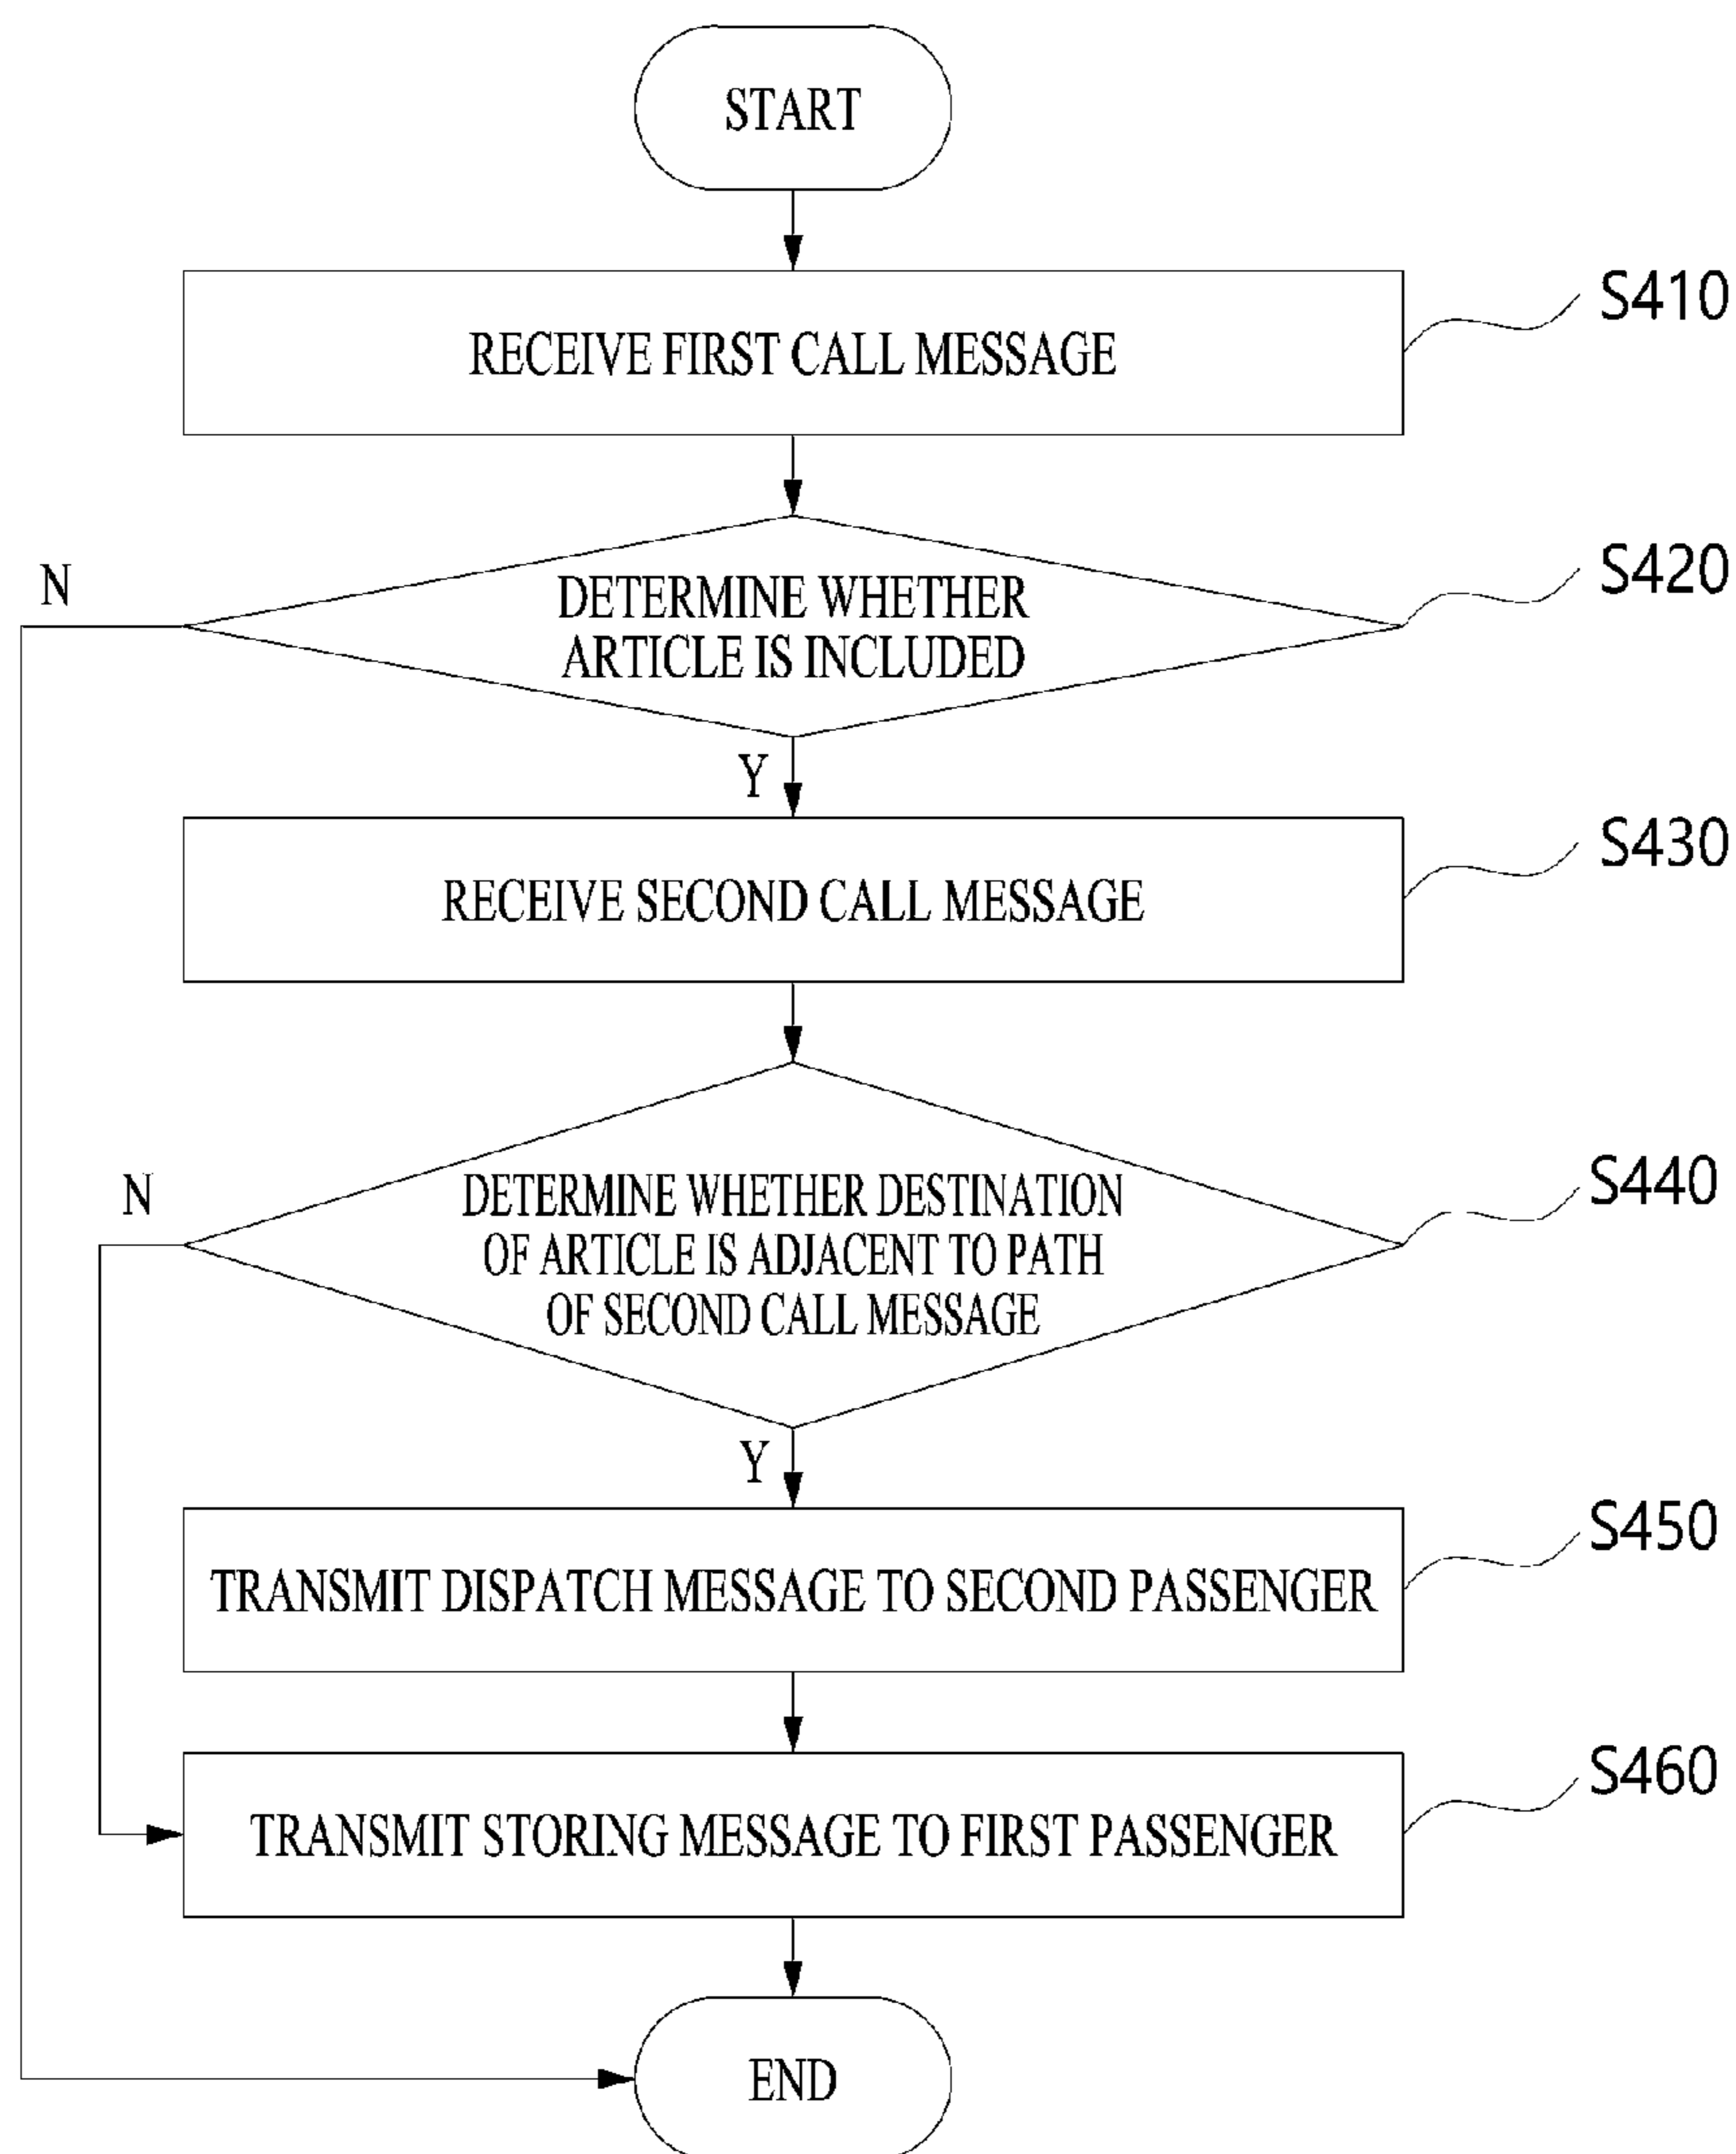 START
RECEIVE FIRST CALL MESSAGE
S410
N
DETERMINE WHETHER
ARTICLE IS INCLUDED
S420
Y
RECEIVE SECOND CALL MESSAGE
S430
N
DETERMINE WHETHER DESTINATION
OF ARTICLE IS ADJACENT TO PATH
OF SECOND CALL MESSAGE
S440
Y
TRANSMIT DISPATCH MESSAGE TO SECOND PASSENGER
S450
TRANSMIT STORING MESSAGE TO FIRST PASSENGER
S460
END